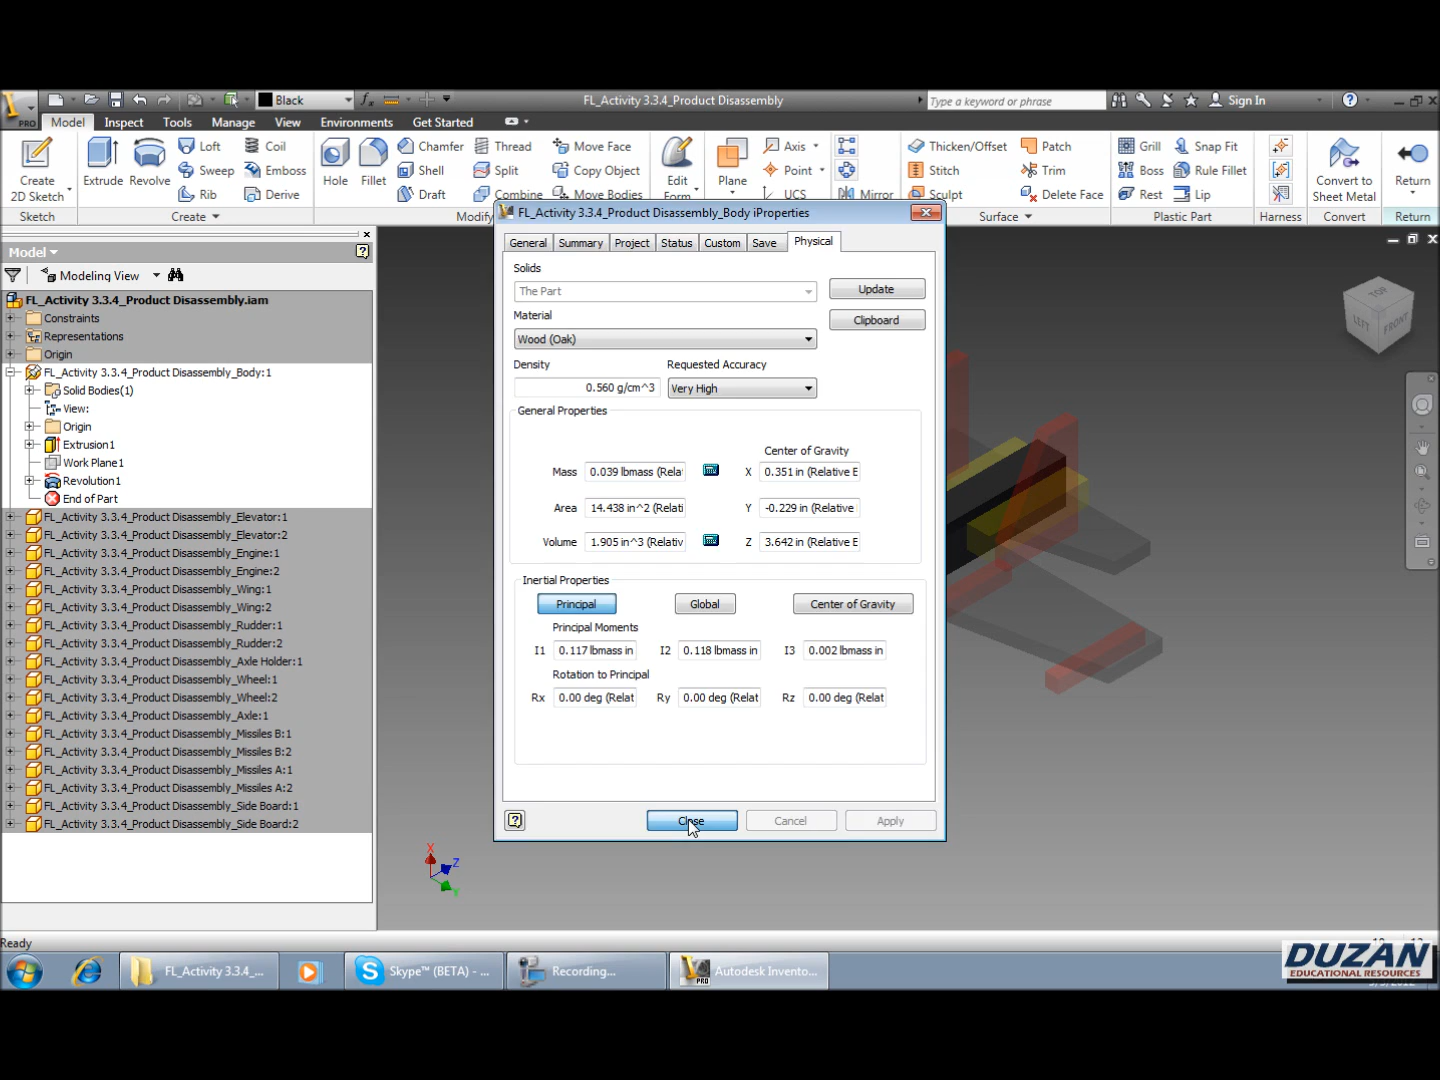 Black
FL_Activity 3.3.4_Product Disassembly
Type a keyword or phrase
Sign In
PRO
Model Inspect Tools Manage View Environments Get Started
Create 2D Sketch
Extrude
Revolve
Loft
Sweep
Rib
Coil
Emboss
Derive
Hole
Fillet
Chamfer
Shell
Draft
Thread
Split
Combine
Move Face
Copy Object
Move Bodies
Edit Form
Plane
Axis
Point
UCS
Mirror
Thicken/Offset
Stitch
Sculpt
Patch
Trim
Delete Face
Grill
Boss
Rest
Snap Fit
Rule Fillet
Lip
Convert to Sheet Metal
Return
Sketch
Create
Modify
Surface
Plastic Part
Harness
Convert
Return
Model
Modeling View
FL_Activity 3.3.4_Product Disassembly.iam
Constraints
Representations
Origin
FL_Activity 3.3.4_Product Disassembly_Body:1
Solid Bodies(1)
View:
Origin
Extrusion1
Work Plane1
Revolution1
End of Part
FL_Activity 3.3.4_Product Disassembly_Elevator:1
FL_Activity 3.3.4_Product Disassembly_Elevator:2
FL_Activity 3.3.4_Product Disassembly_Engine:1
FL_Activity 3.3.4_Product Disassembly_Engine:2
FL_Activity 3.3.4_Product Disassembly_Wing:1
FL_Activity 3.3.4_Product Disassembly_Wing:2
FL_Activity 3.3.4_Product Disassembly_Rudder:1
FL_Activity 3.3.4_Product Disassembly_Rudder:2
FL_Activity 3.3.4_Product Disassembly_Axle Holder:1
FL_Activity 3.3.4_Product Disassembly_Wheel:1
FL_Activity 3.3.4_Product Disassembly_Wheel:2
FL_Activity 3.3.4_Product Disassembly_Axle:1
FL_Activity 3.3.4_Product Disassembly_Missiles B:1
FL_Activity 3.3.4_Product Disassembly_Missiles B:2
FL_Activity 3.3.4_Product Disassembly_Missiles A:1
FL_Activity 3.3.4_Product Disassembly_Missiles A:2
FL_Activity 3.3.4_Product Disassembly_Side Board:1
FL_Activity 3.3.4_Product Disassembly_Side Board:2
FL_Activity 3.3.4_Product Disassembly_Body iProperties
General Summary Project Status Custom Save Physical
Solids
The Part
Update
Material
Clipboard
Wood (Oak)
Density
Requested Accuracy
0.560 g/cm^3
Very High
General Properties
Center of Gravity
Mass 0.039 lbmass (Rela X 0.351 in (Relative E
Area 14.438 in^2 (Relati Y -0.229 in (Relative
Volume 1.905 in^3 (Relativ Z 3.642 in (Relative E
Inertial Properties
Principal Global Center of Gravity
Principal Moments
I1 0.117 lbmass in I2 0.118 lbmass in I3 0.002 lbmass in
Rotation to Principal
Rx 0.00 deg (Relat Ry 0.00 deg (Relat Rz 0.00 deg (Relat
Close Cancel Apply
TOP
LEFT
FRONT
X
Z
Y
Ready
FL_Activity 3.3.4_...
Skype™ (BETA) - ...
Recording...
PRO
Autodesk Invento...
DUZAN
EDUCATIONAL RESOURCES